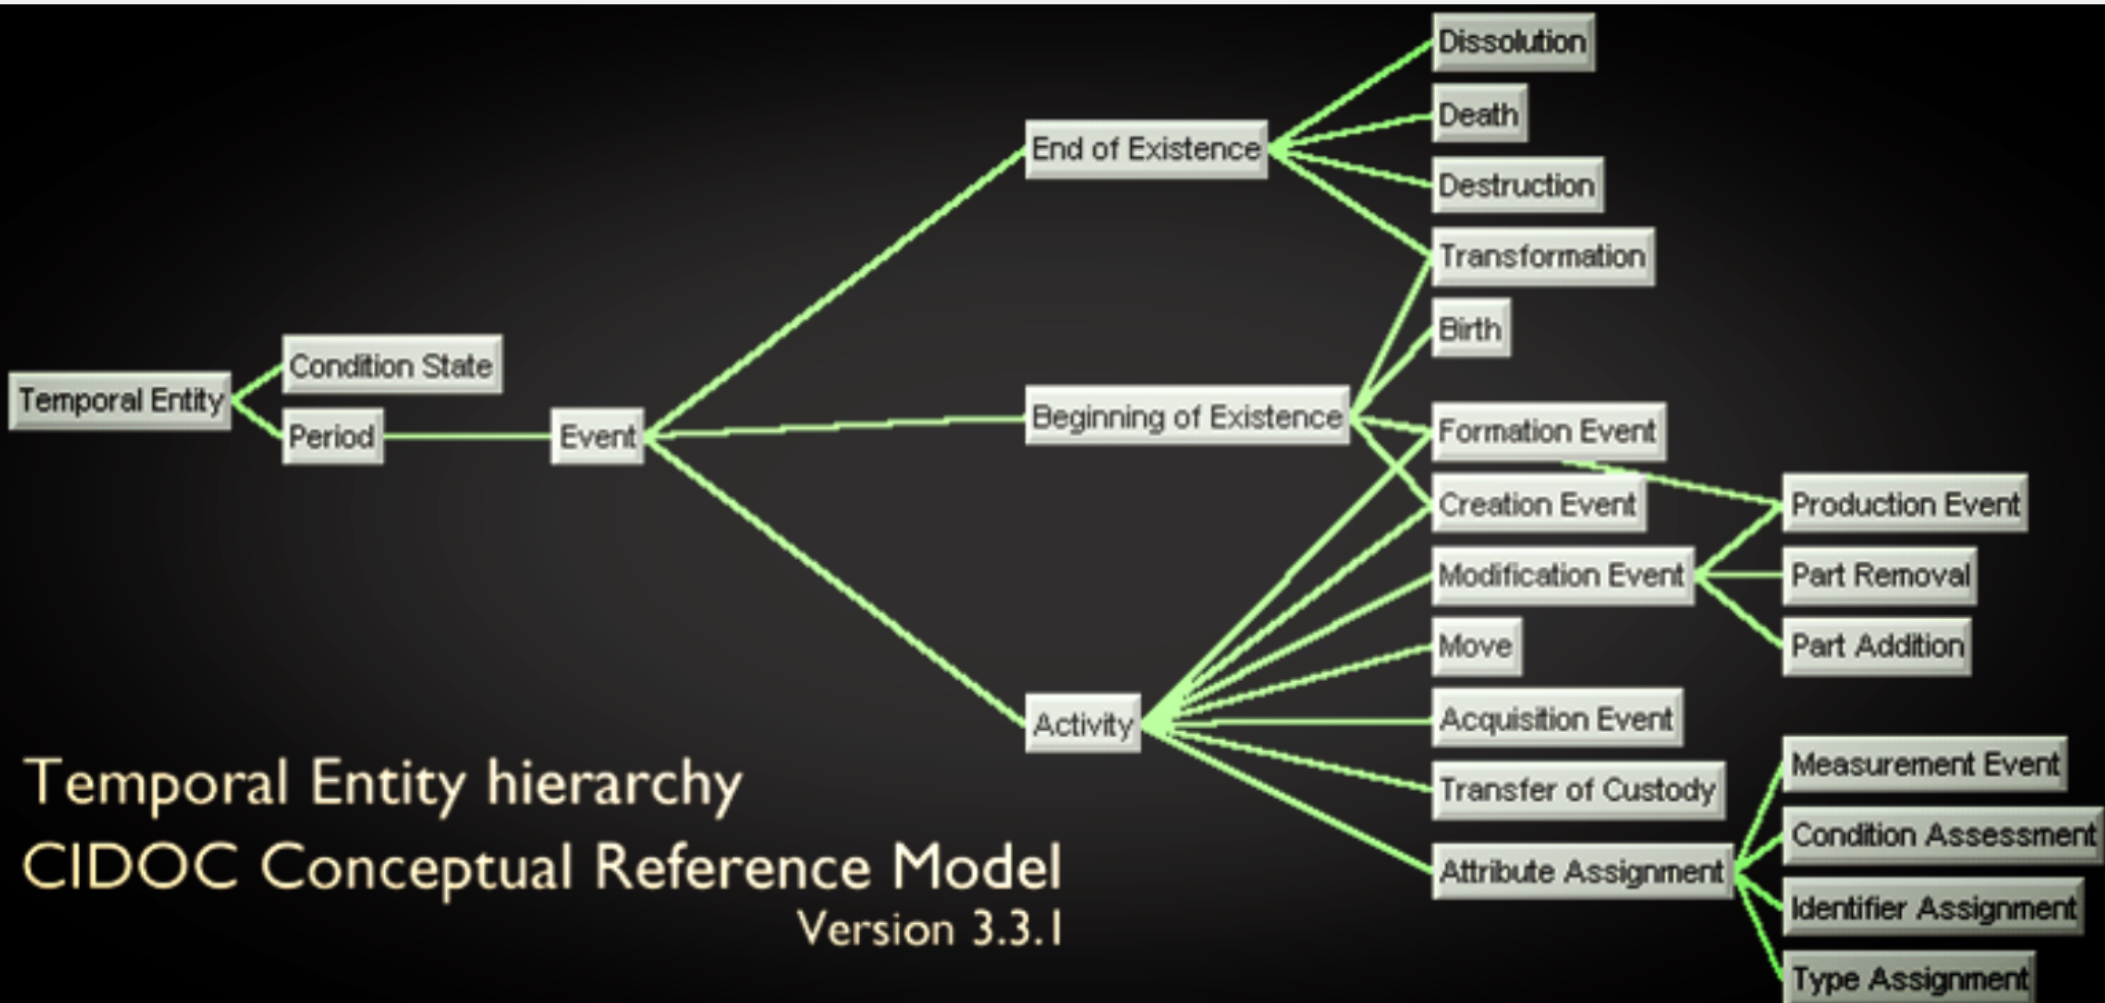 Dissolution
Death
End of Existence
Destruction
Transformation
Birth
Condition State
Temporal Entity
Period
Event
Beginning of Existence
Formation Event
Creation Event
Production Event
Modification Event
Part Removal
Move
Part Addition
Activity
Acquisition Event
Transfer of Custody
Measurement Event
Condition Assessment
Attribute Assignment
Identifier Assignment
Type Assignment
Temporal Entity hierarchy
CIDOC Conceptual Reference Model
Version 3.3.1